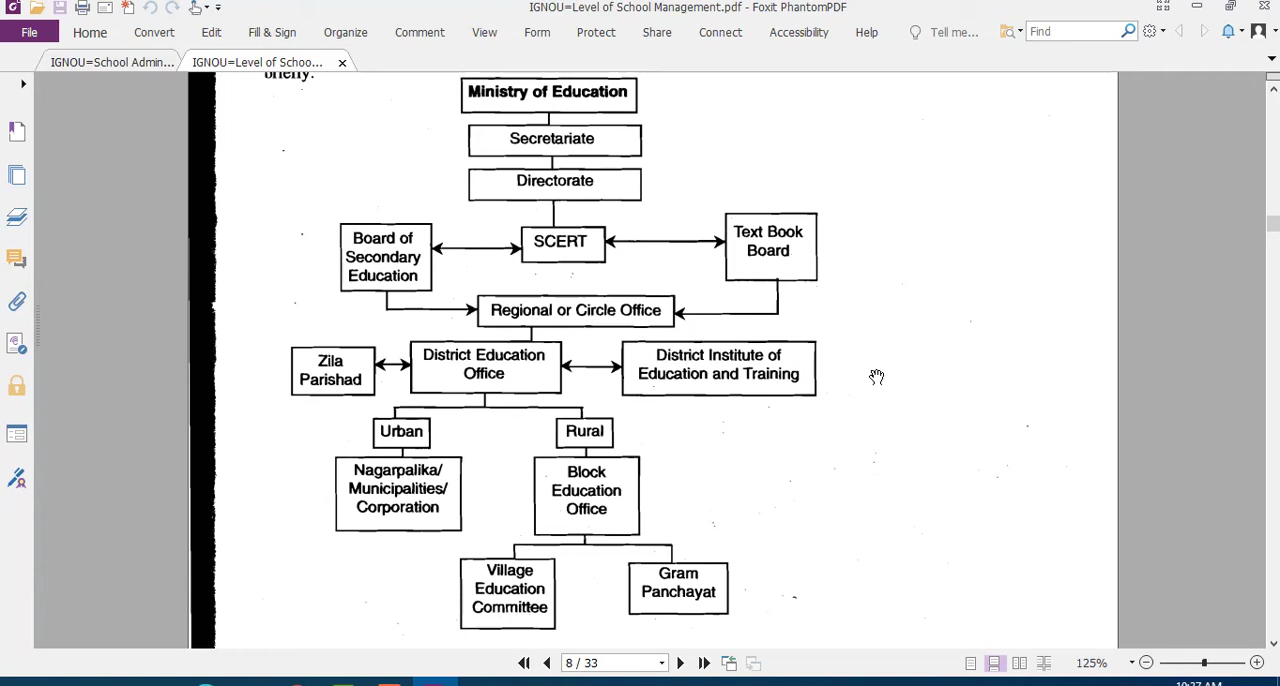 IGNOU=Level of School Management.pdf - Foxit PhantomPDF
File Home Convert Edit Fill & Sign Organize Comment View Form Protect Share Connect Accessibility Help Tell me... Find
IGNOU=School Admin... IGNOU=Level of Schoo...
briefly.
Ministry of Education
Secretariate
Directorate
Board of
Secondary
Education
SCERT
Text Book
Board
Regional or Circle Office
Zila
Parishad
District Education
Office
District Institute of
Education and Training
Urban
Rural
Nagarpalika/
Municipalities/
Corporation
Block
Education
Office
Village
Education
Committee
Gram
Panchayat
8 / 33
125%
10:37 AM